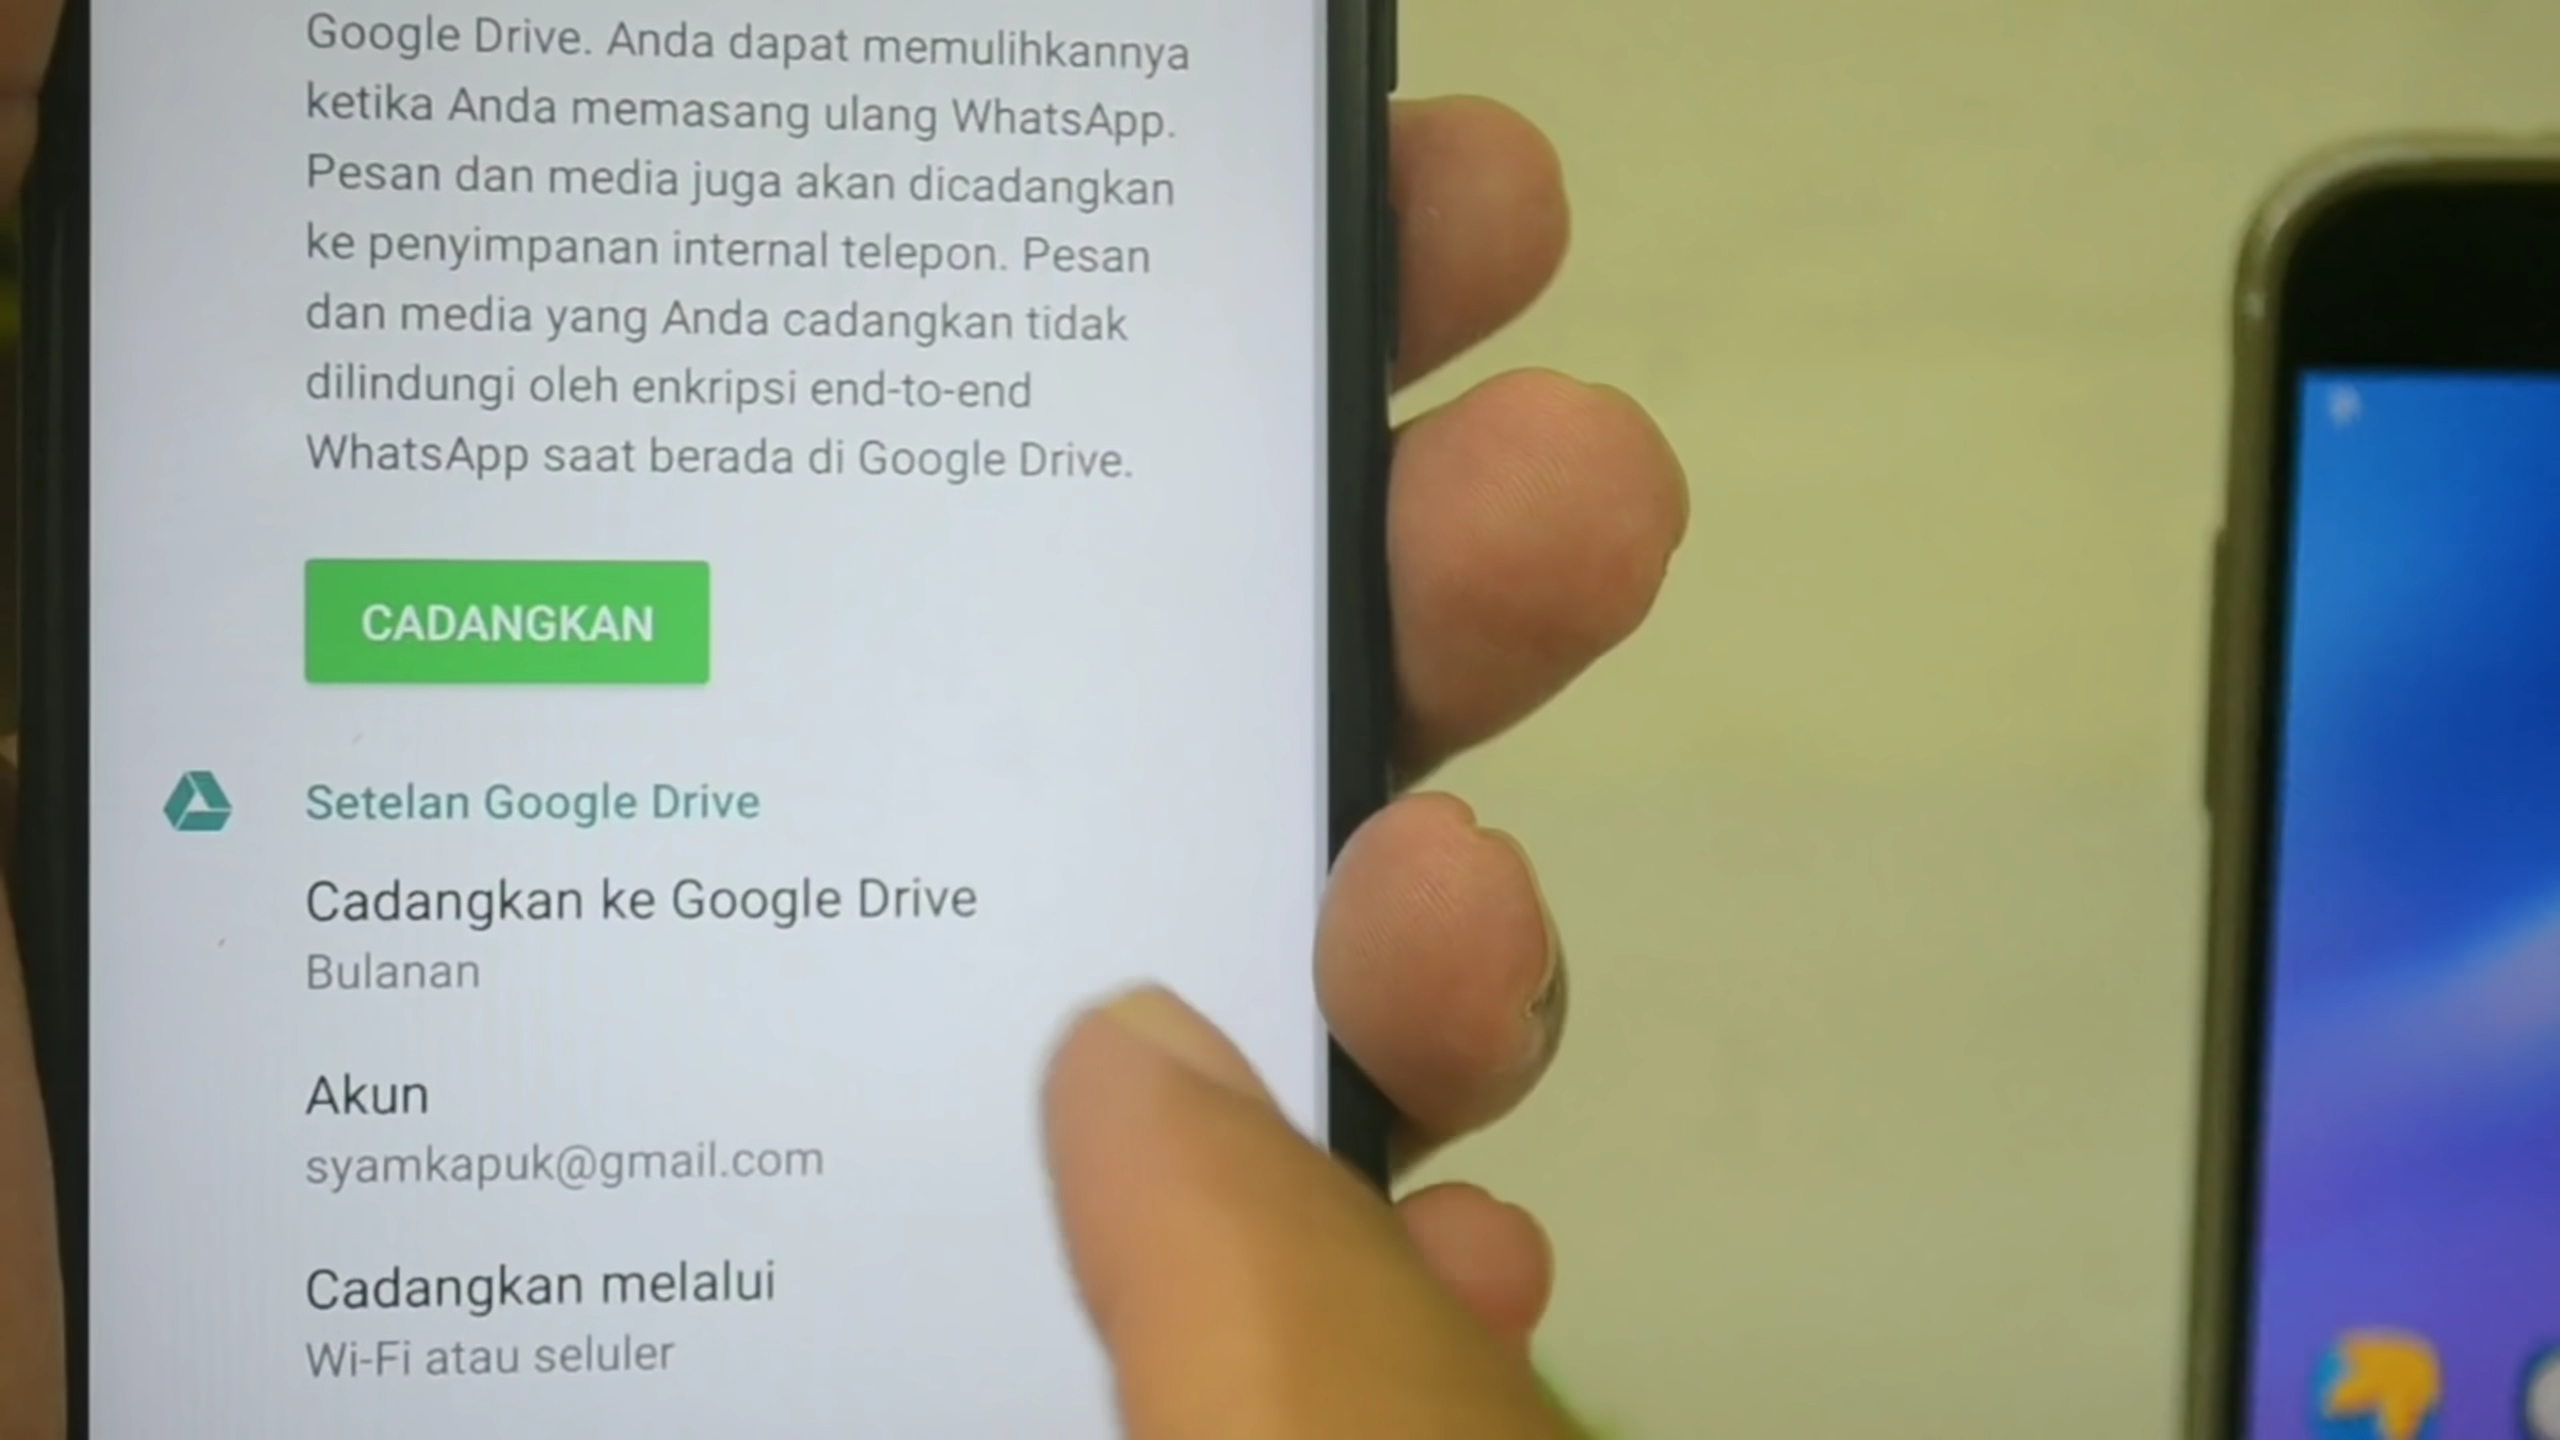 Google Drive. Anda dapat memulihkannya
ketika Anda memasang ulang WhatsApp.
Pesan dan media juga akan dicadangkan
ke penyimpanan internal telepon. Pesan
dan media yang Anda cadangkan tidak
dilindungi oleh enkripsi end-to-end
WhatsApp saat berada di Google Drive.
CADANGKAN
Setelan Google Drive
Cadangkan ke Google Drive
Bulanan
Akun
syamkapuk@gmail.com
Cadangkan melalui
Wi-Fi atau seluler